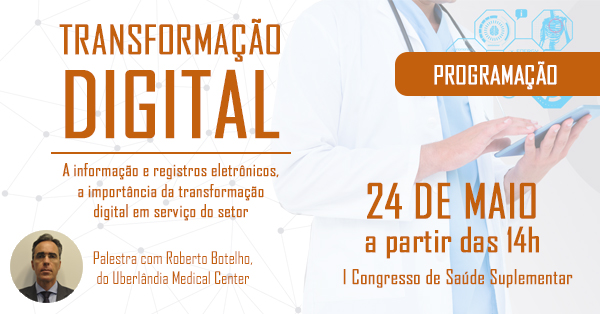 TRANSFORMAÇÃO
DIGITAL
A informação e registros eletrônicos,
a importância da transformação
digital em serviço do setor
Palestra com Roberto Botelho,
do Uberlândia Medical Center
PROGRAMAÇÃO
24 DE MAIO
a partir das 14h
I Congresso de Saúde Suplementar